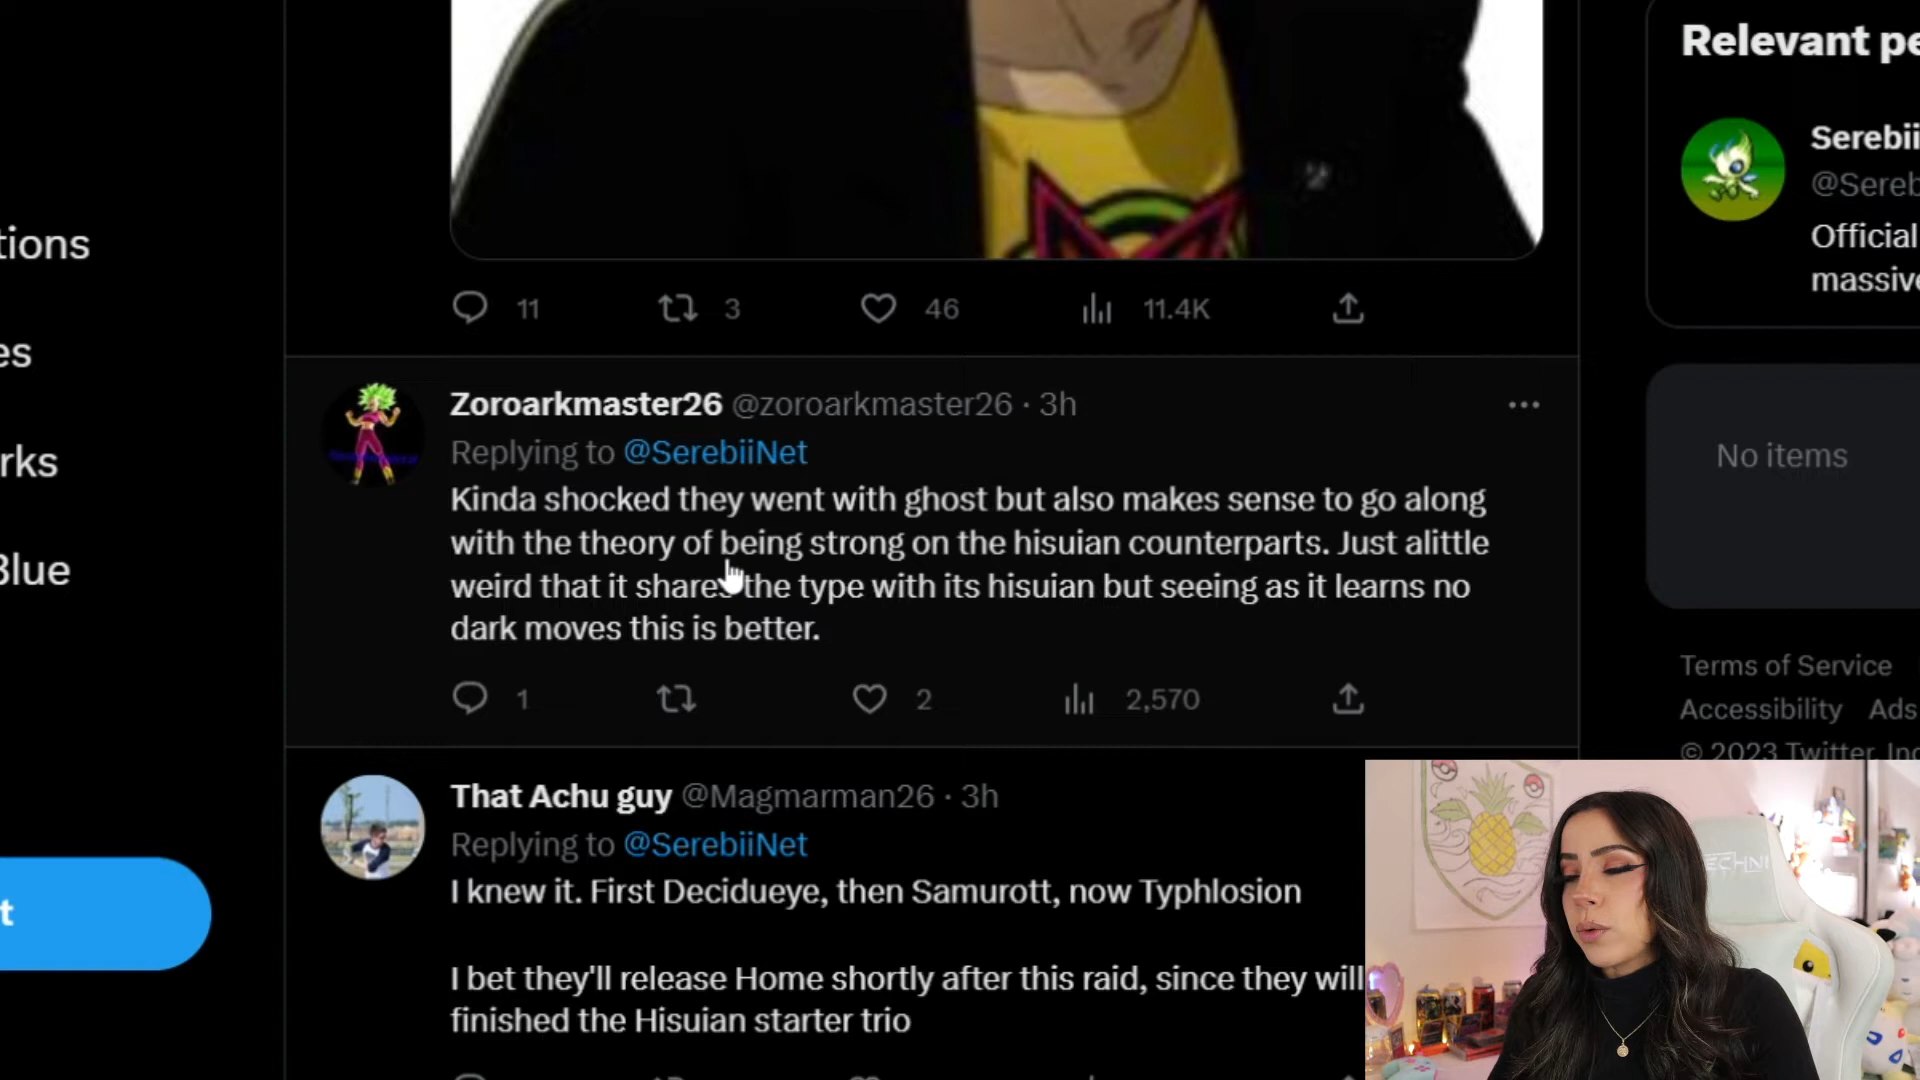 Relevant pe
Serebii
@Sereb
Official
massive
tions
es
rks
Blue
t
11 3 46 11.4K
Zoroarkmaster26 @zoroarkmaster26 · 3h
Replying to @SerebiiNet
Kinda shocked they went with ghost but also makes sense to go along
with the theory of being strong on the hisuian counterparts. Just alittle
weird that it shares the type with its hisuian but seeing as it learns no
dark moves this is better.
1 2 2,570
That Achu guy @Magmarman26 · 3h
Replying to @SerebiiNet
I knew it. First Decidueye, then Samurott, now Typhlosion
I bet they'll release Home shortly after this raid, since they will
finished the Hisuian starter trio
No items
Terms of Service
Accessibility Ads
© 2023 Twitter, Inc